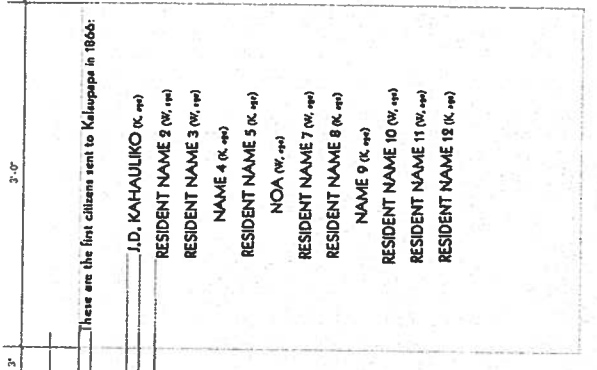 3" 3'-0"
These are the first citizens sent to Kalaupapa in 1866:
J.D. KAHAULIKO (K, age)
RESIDENT NAME 2 (W, age)
RESIDENT NAME 3 (W, age)
NAME 4 (K, age)
RESIDENT NAME 5 (K, age)
NOA (W, age)
RESIDENT NAME 7 (W, age)
RESIDENT NAME 8 (K, age)
NAME 9 (K, age)
RESIDENT NAME 10 (W, age)
RESIDENT NAME 11 (W, age)
RESIDENT NAME 12 (K, age)